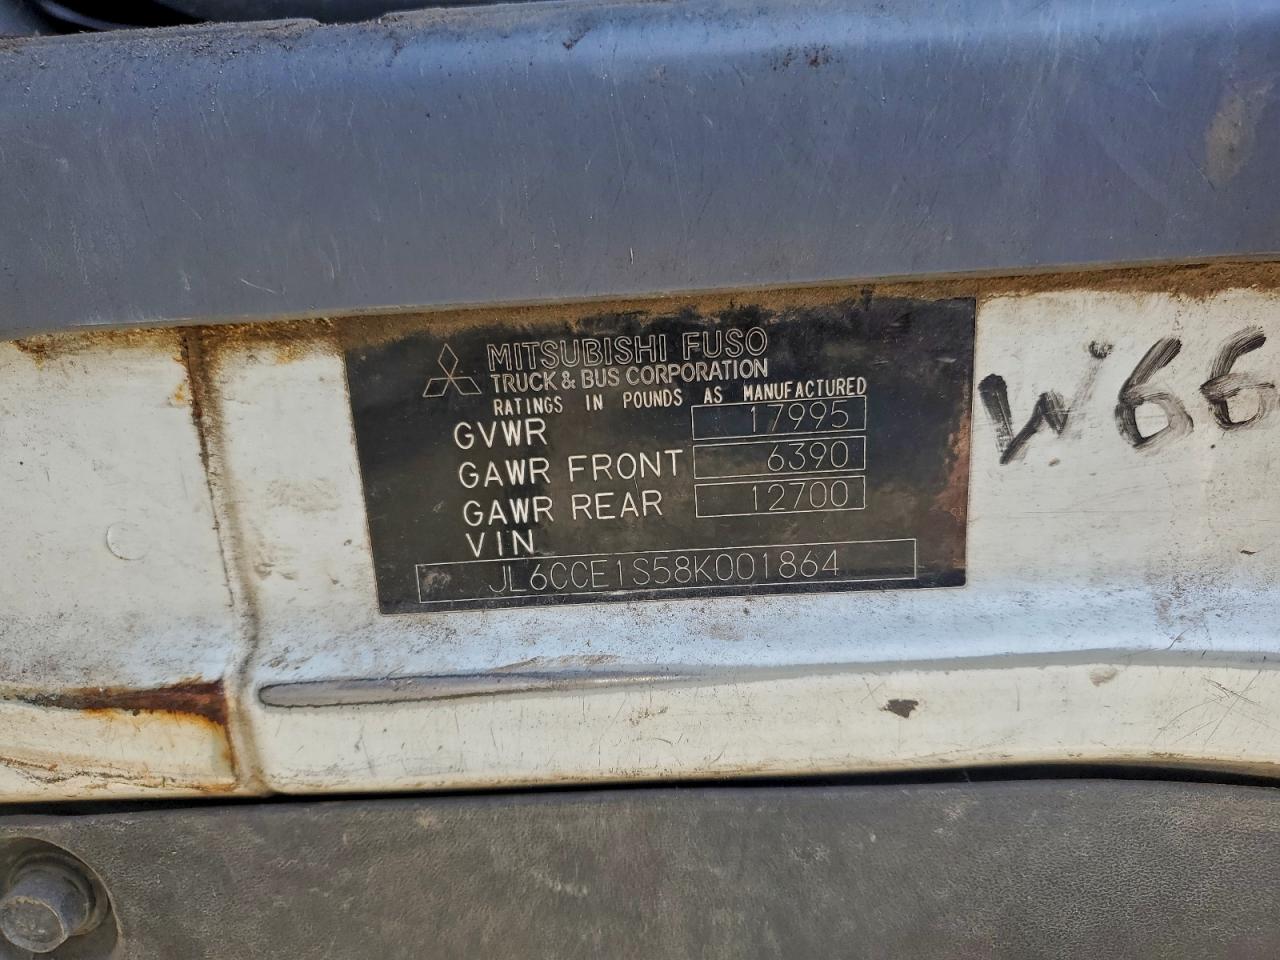 MITSUBISHI FUSO
TRUCK & BUS CORPORATION
RATINGS IN POUNDS AS MANUFACTURED
GVWR 17995
GAWR FRONT 6390
GAWR REAR 12700
VIN
JL6CCE1S58K001864
W66